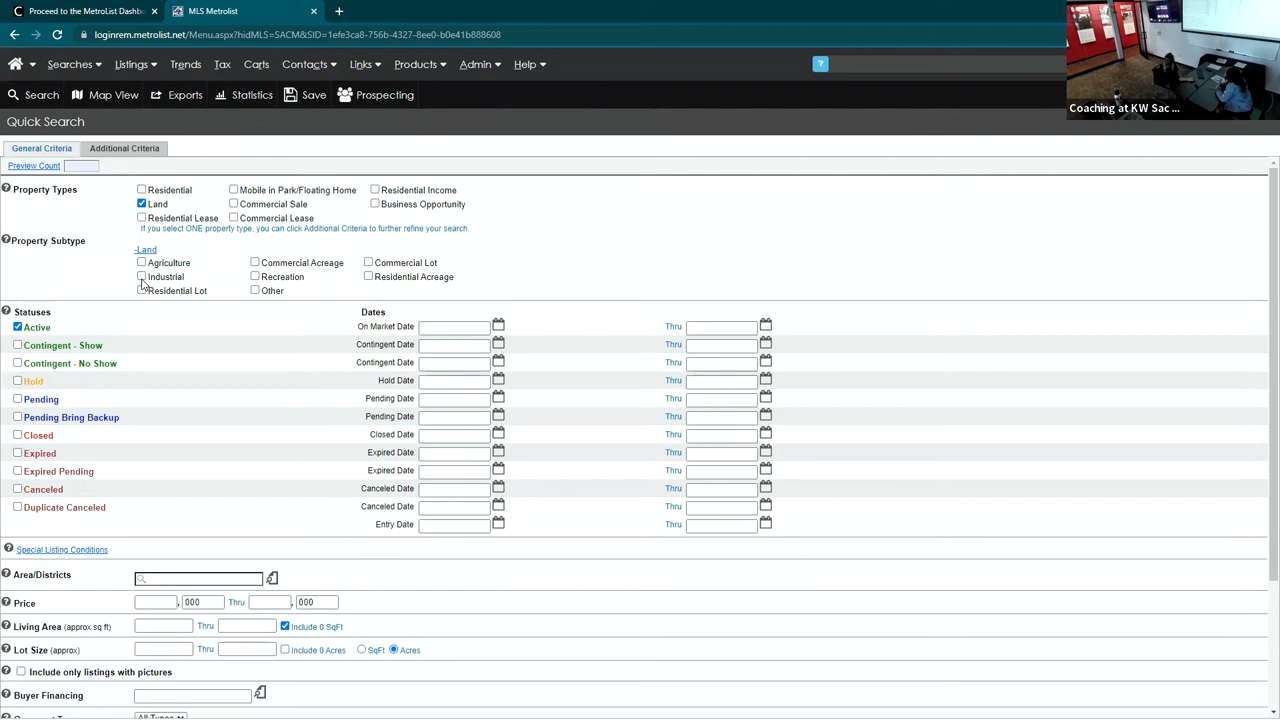 Proceed to the MetroList Dashb
MLS Metrolist
loginrem.metrolist.net/Menu.aspx?hidMLS=SACM&SID=1efe3ca8-756b-4327-8ee0-b0e41b888608
Searches Listings Trends Tax Carts Contacts Links Products Admin Help ?
Coaching at KW Sac ...
Search Map View Exports Statistics Save Prospecting
Quick Search
General Criteria Additional Criteria
Preview Count
Property Types Residential Mobile in Park/Floating Home Residential Income
Land Commercial Sale Business Opportunity
Residential Lease Commercial Lease
If you select ONE property type, you can click Additional Criteria to further refine your search.
Property Subtype
-Land
Agriculture Commercial Acreage Commercial Lot
Industrial Recreation Residential Acreage
Residential Lot Other
Statuses Dates
Active On Market Date Thru
Contingent - Show Contingent Date Thru
Contingent - No Show Contingent Date Thru
Hold Hold Date Thru
Pending Pending Date Thru
Pending Bring Backup Pending Date Thru
Closed Closed Date Thru
Expired Expired Date Thru
Expired Pending Expired Date Thru
Canceled Canceled Date Thru
Duplicate Canceled Canceled Date Thru
Entry Date Thru
Special Listing Conditions
Area/Districts
Price , 000 Thru , 000
Living Area (approx sq ft) Thru Include 0 SqFt
Lot Size (approx) Thru Include 0 Acres SqFt Acres
Include only listings with pictures
Buyer Financing
All Types